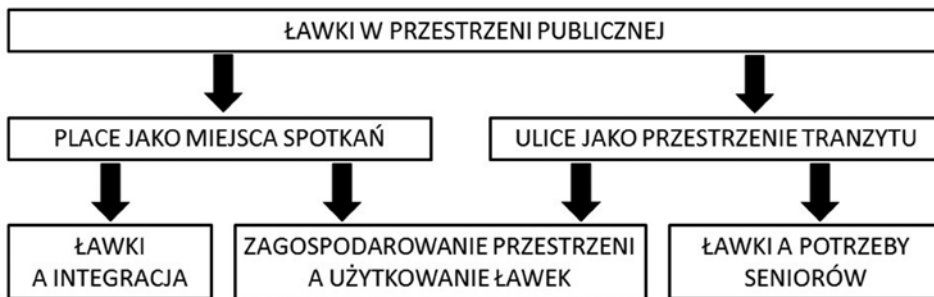 ŁAWKI W PRZESTRZENI PUBLICZNEJ
PLACE JAKO MIEJSCA SPOTKAŃ
ULICE JAKO PRZESTRZENIE TRANZYTU
ŁAWKI
A INTEGRACJA
ZAGOSPODAROWANIE PRZESTRZENI
A UŻYTKOWANIE ŁAWEK
ŁAWKI A POTRZEBY
SENIORÓW